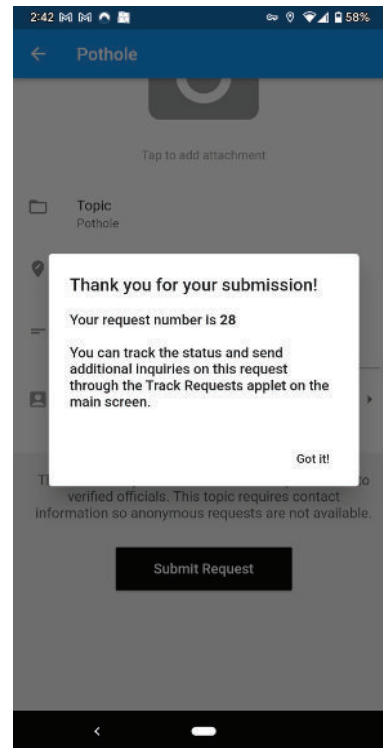 2:42
58%
Pothole
Tap to add attachment
Topic
Pothole
Thank you for your submission!
Your request number is 28
You can track the status and send
additional inquiries on this request
through the Track Requests applet on the
main screen.
Got it!
verified officials. This topic requires contact
information so anonymous requests are not available.
Submit Request